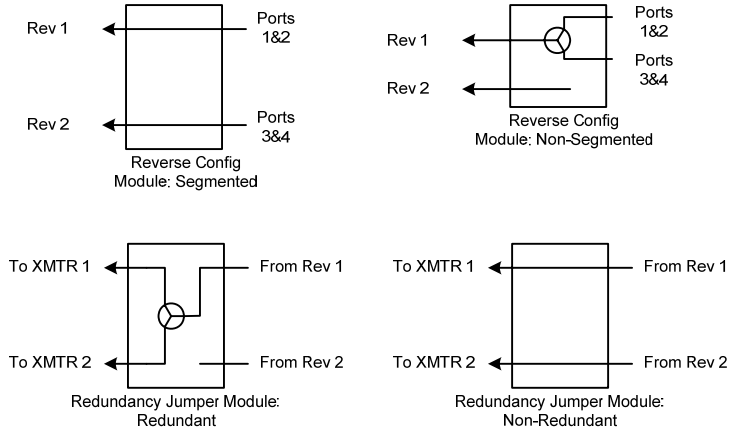 Rev 1
Ports
1&2
Rev 2
Ports
3&4
Reverse Config
Module: Segmented
Rev 1
Ports
1&2
Rev 2
Ports
3&4
Reverse Config
Module: Non-Segmented
To XMTR 1
From Rev 1
To XMTR 2
From Rev 2
Redundancy Jumper Module:
Redundant
To XMTR 1
From Rev 1
To XMTR 2
From Rev 2
Redundancy Jumper Module:
Non-Redundant